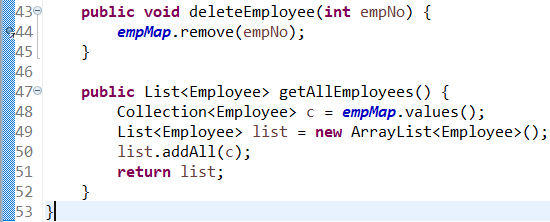 43 public void deleteEmployee(int empNo) {
44 empMap.remove(empNo);
45 }
46
47 public List<Employee> getAllEmployees() {
48 Collection<Employee> c = empMap.values();
49 List<Employee> list = new ArrayList<Employee>();
50 list.addAll(c);
51 return list;
52 }
53 }